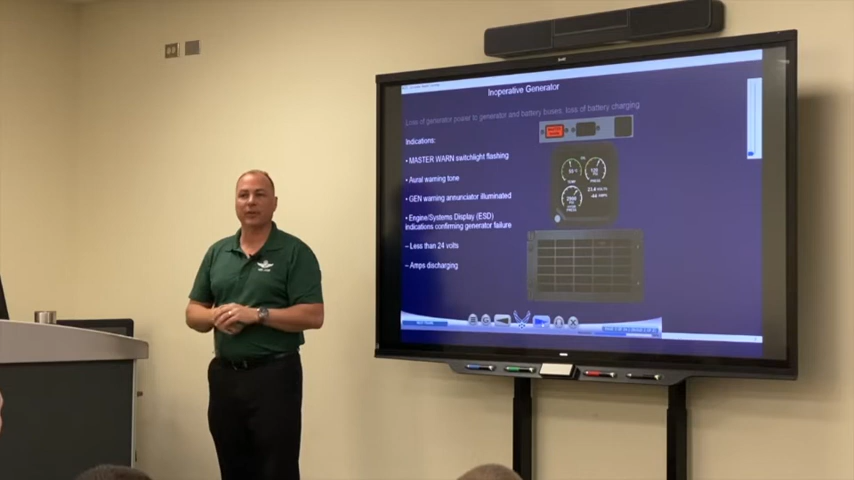 Inoperative Generator
Loss of generator power to generator and battery buses, loss of battery charging
Indications:
• MASTER WARN switchlight flashing
• Aural warning tone
• GEN warning annunciator illuminated
• Engine/Systems Display (ESD)
indications confirming generator failure
– Less than 24 volts
– Amps discharging